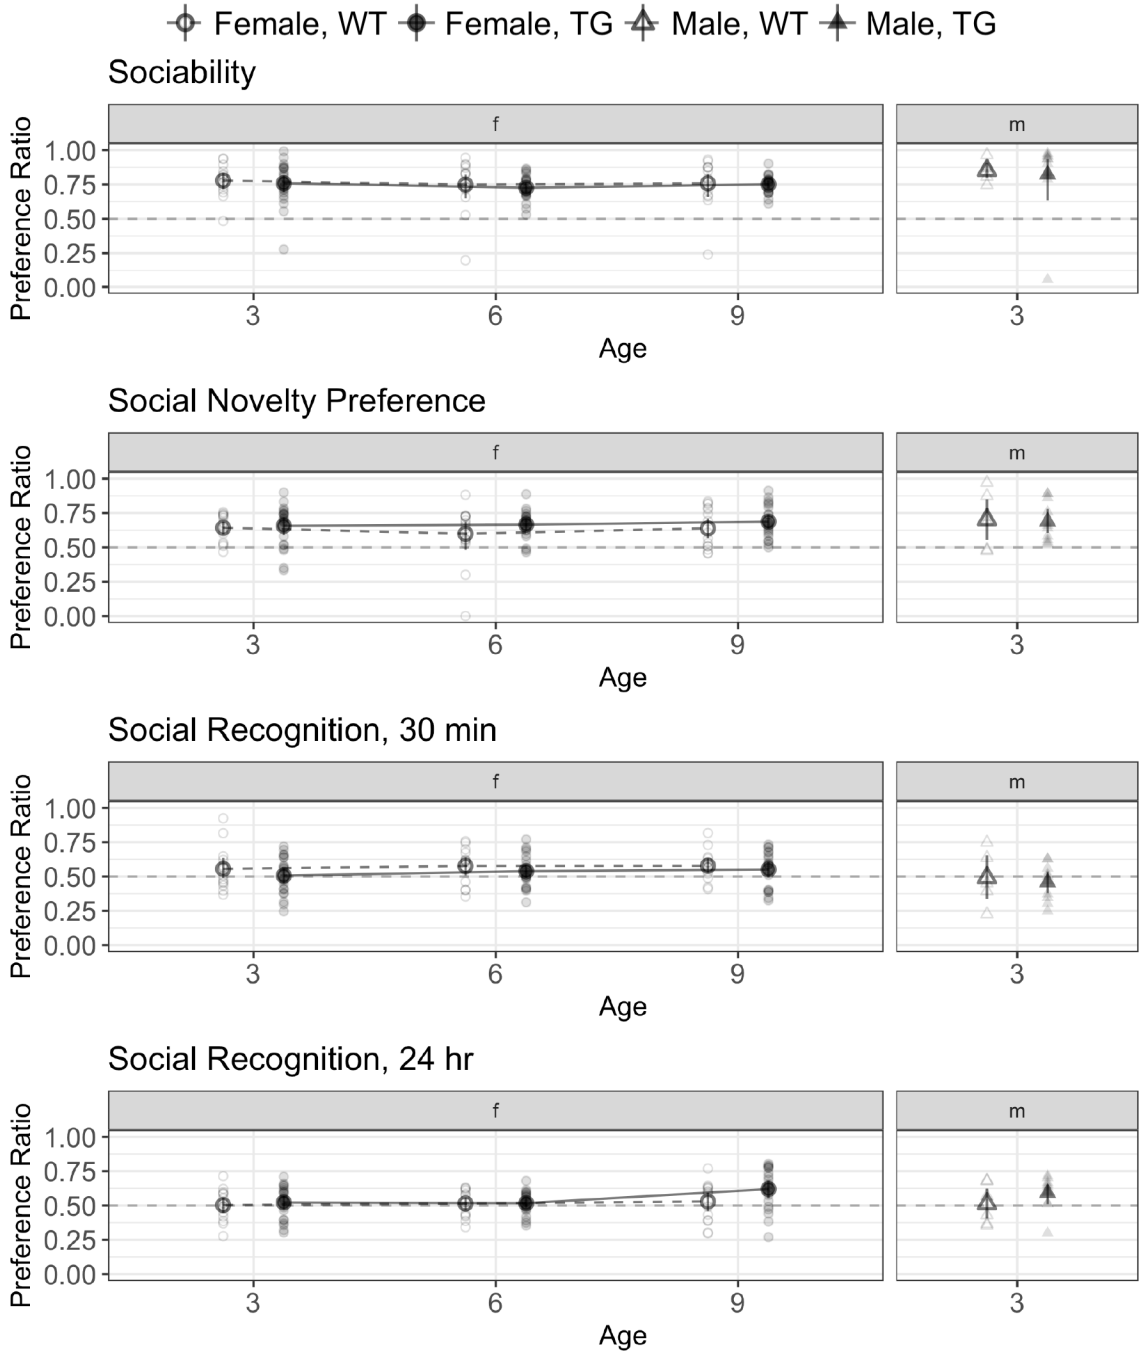 Female, WT Female, TG Male, WT Male, TG
Sociability
f m
Preference Ratio
1.00
0.75
0.50
0.25
0.00
3 6 9 3
Age
Social Novelty Preference
f m
Preference Ratio
1.00
0.75
0.50
0.25
0.00
3 6 9 3
Age
Social Recognition, 30 min
f m
Preference Ratio
1.00
0.75
0.50
0.25
0.00
3 6 9 3
Age
Social Recognition, 24 hr
f m
Preference Ratio
1.00
0.75
0.50
0.25
0.00
3 6 9 3
Age